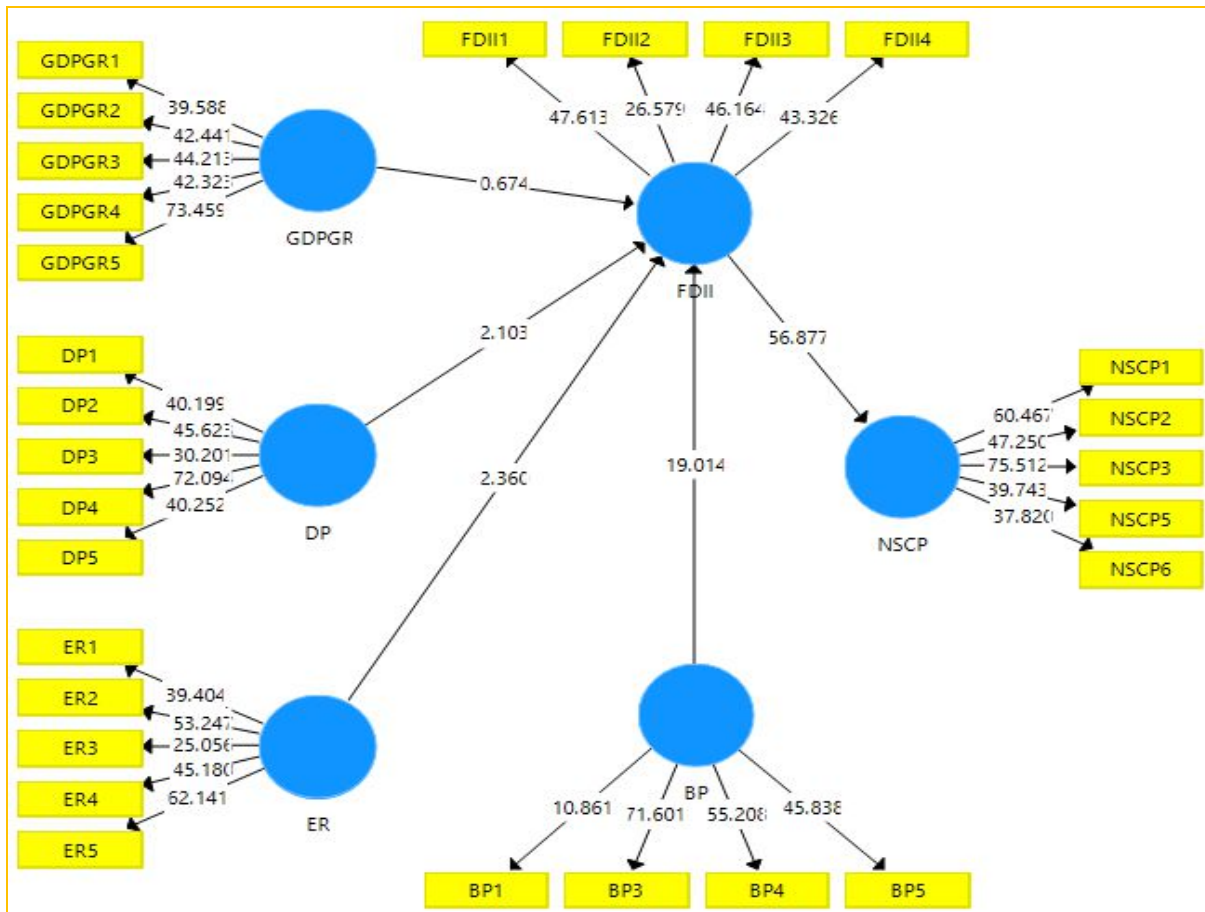 FDII1
FDII2
FDII3
FDII4
GDPGR1
GDPGR2
GDPGR3
GDPGR4
GDPGR5
39.588
42.441
44.213
42.323
73.459
GDPGR
47.613
26.579
46.164
43.326
0.674
FDII
DP1
DP2
DP3
DP4
DP5
40.199
45.623
30.201
72.094
40.252
DP
2.103
56.877
2.360
19.014
NSCP
60.467
47.250
75.512
39.743
37.820
NSCP1
NSCP2
NSCP3
NSCP5
NSCP6
ER1
ER2
ER3
ER4
ER5
39.404
53.247
25.056
45.180
62.141
ER
BP
10.861
71.601
55.208
45.838
BP1
BP3
BP4
BP5